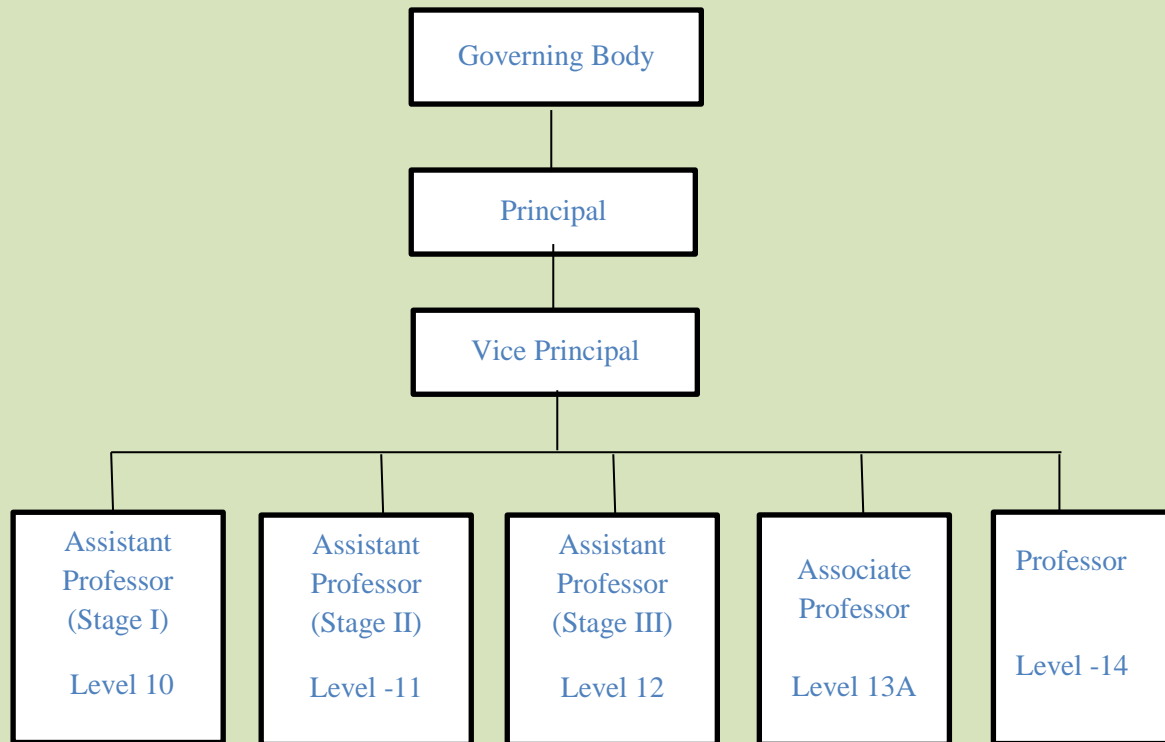 Governing Body
Principal
Vice Principal
Assistant
Professor
(Stage I)
Level 10
Assistant
Professor
(Stage II)
Level -11
Assistant
Professor
(Stage III)
Level 12
Associate
Professor
Level 13A
Professor
Level -14